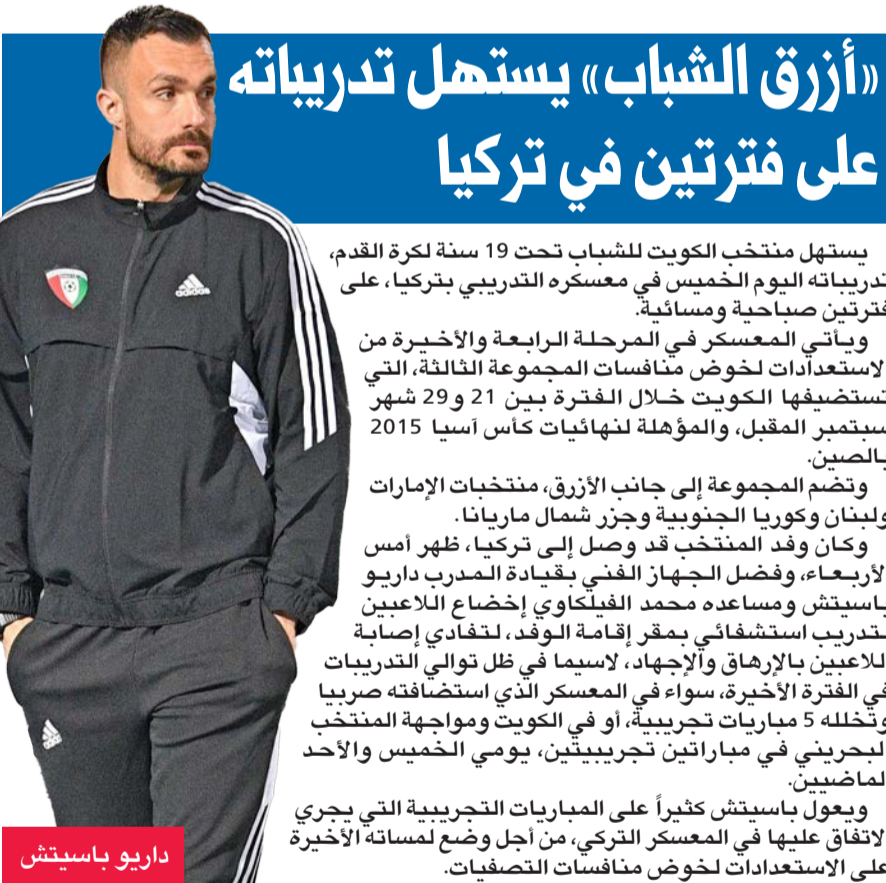 «أزرق الشباب» يستهل تدريباته
على فترتين في تركيا
يستهل منتخب الكويت للشباب تحت 19 سنة لكرة القدم،
تدريباته اليوم الخميس في معسكره التدريبي بتركيا، على
فترتين صباحية ومسائية.
ويأتي المعسكر في المرحلة الرابعة والأخيرة من
الاستعدادات لخوض منافسات المجموعة الثالثة، التي
تستضيفها الكويت خلال الفترة بين 21 و29 شهر
سبتمبر المقبل، والمؤهلة لنهائيات كأس آسيا 2015
بالصين.
وتضم المجموعة إلى جانب الأزرق، منتخبات الإمارات
ولبنان وكوريا الجنوبية وجزر شمال ماريانا.
وكان وفد المنتخب قد وصل إلى تركيا، ظهر أمس
الأربعاء، وفضل الجهاز الفني بقيادة المدرب داريو
باسيتش ومساعده محمد الفيلكاوي إخضاع اللاعبين
لتدريب استشفائي بمقر إقامة الوفد، لتفادي إصابة
اللاعبين بالإرهاق والإجهاد، لاسيما في ظل توالي التدريبات
في الفترة الأخيرة، سواء في المعسكر الذي استضافته صربيا
وتخلله 5 مباريات تجريبية، أو في الكويت ومواجهة المنتخب
البحريني في مباراتين تجريبيتين، يومي الخميس والأحد
الماضيين.
ويعول باسيتش كثيراً على المباريات التجريبية التي يجري
الاتفاق عليها في المعسكر التركي، من أجل وضع لمساته الأخيرة
على الاستعدادات لخوض منافسات التصفيات.
adidas
adidas
داريو باسيتش